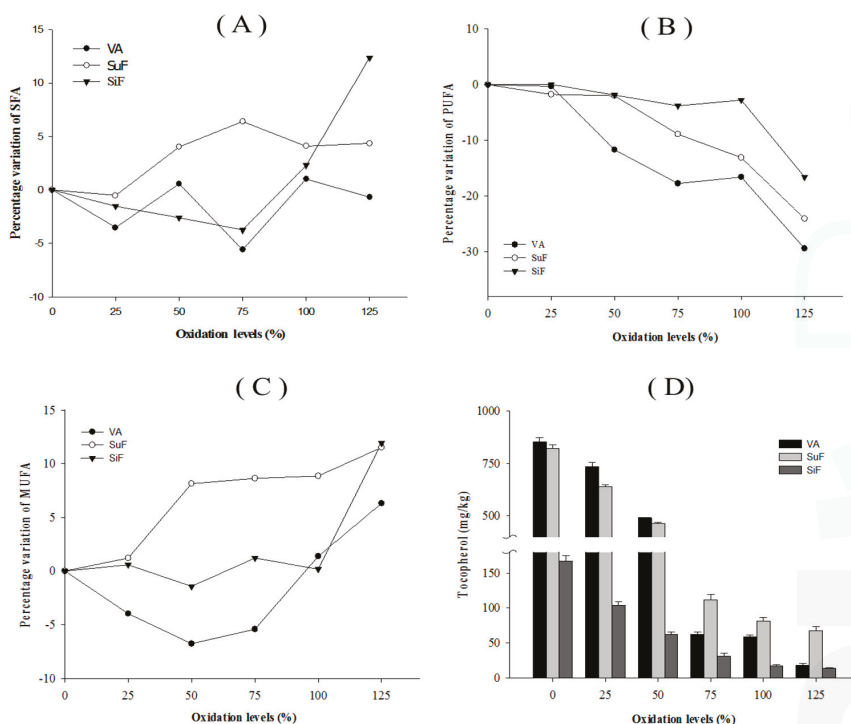 ( A )
Percentage variation of SFA
15
10
5
0
-5
-10
VA
SuF
SiF
0 25 50 75 100 125
Oxidation levels (%)
( B )
Percentage variation of PUFA
10
0
-10
-20
-30
VA
SuF
SiF
0 25 50 75 100 125
Oxidation levels (%)
( C )
Percentage variation of MUFA
15
10
5
0
-5
-10
VA
SuF
SiF
0 25 50 75 100 125
Oxidation levels (%)
(D)
Tocopherol (mg/kg)
1000
750
500
150
100
50
0
VA
SuF
SiF
0 25 50 75 100 125
Oxidation levels (%)